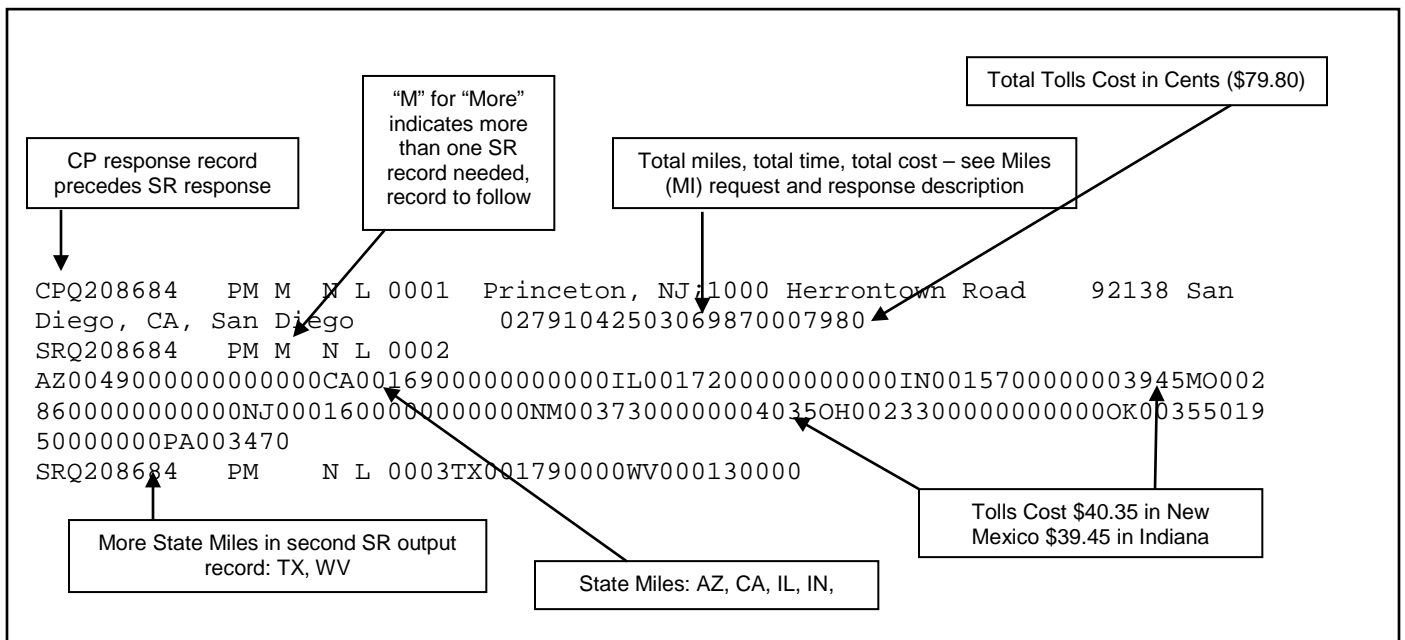 Total Tolls Cost in Cents ($79.80)
“M” for “More”
indicates more
than one SR
record needed,
record to follow
CP response record
precedes SR response
Total miles, total time, total cost – see Miles
(MI) request and response description
CPQ208684   PM M  N L 0001  Princeton, NJ;1000 Herrontown Road    92138 San
Diego, CA, San Diego          02791042503069870007980
SRQ208684   PM M  N L 0002
AZ0049000000000000CA0016900000000000IL0017200000000000IN0015700000003945MO002
8600000000000NJ0001600000000000NM0037300000004035OH0023300000000000OK00355019
50000000PA003470
SRQ208684   PM    N L 0003TX001790000WV000130000
Tolls Cost $40.35 in New
Mexico $39.45 in Indiana
More State Miles in second SR output
record: TX, WV
State Miles: AZ, CA, IL, IN,